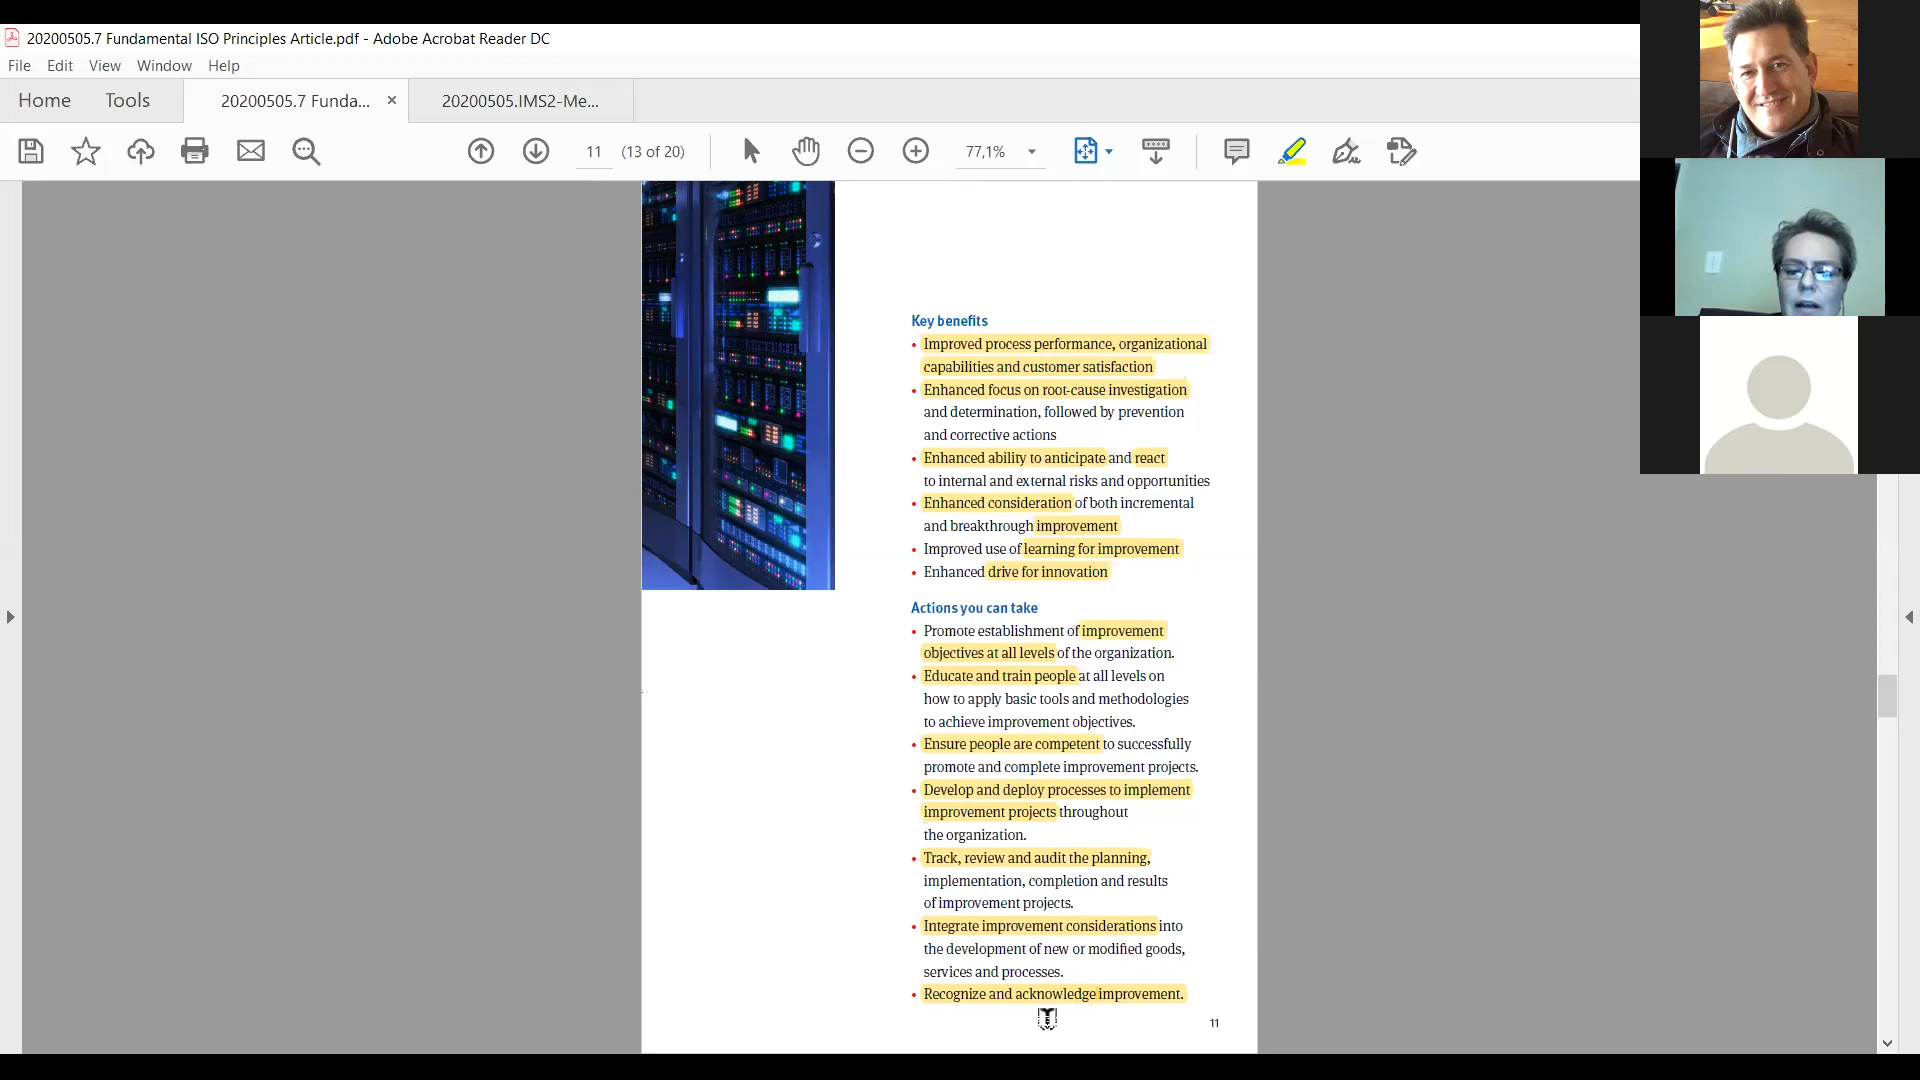 20200505.7 Fundamental ISO Principles Article.pdf - Adobe Acrobat Reader DC
File Edit View Window Help
Home Tools 20200505.7 Funda... × 20200505.IMS2-Me...
11 (13 of 20) 77,1%
Key benefits
• Improved process performance, organizational
capabilities and customer satisfaction
• Enhanced focus on root-cause investigation
and determination, followed by prevention
and corrective actions
• Enhanced ability to anticipate and react
to internal and external risks and opportunities
• Enhanced consideration of both incremental
and breakthrough improvement
• Improved use of learning for improvement
• Enhanced drive for innovation
Actions you can take
• Promote establishment of improvement
objectives at all levels of the organization.
• Educate and train people at all levels on
how to apply basic tools and methodologies
to achieve improvement objectives.
• Ensure people are competent to successfully
promote and complete improvement projects.
• Develop and deploy processes to implement
improvement projects throughout
the organization.
• Track, review and audit the planning,
implementation, completion and results
of improvement projects.
• Integrate improvement considerations into
the development of new or modified goods,
services and processes.
• Recognize and acknowledge improvement.
11